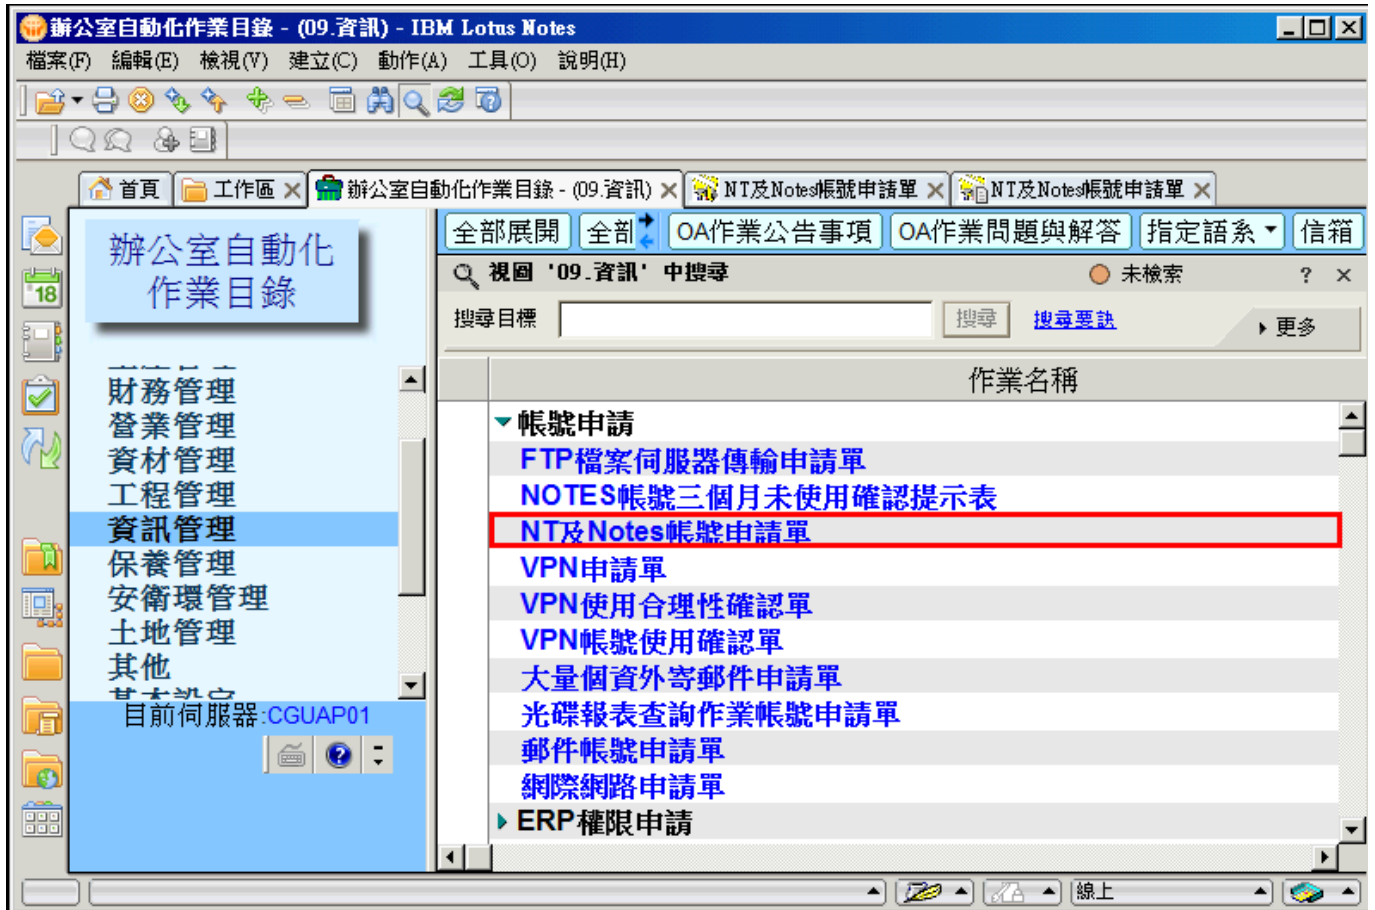 辦公室自動化作業目錄 - (09.資訊) - IBM Lotus Notes
檔案(F) 編輯(E) 檢視(V) 建立(C) 動作(A) 工具(O) 說明(H)
首頁 工作區 辦公室自動化作業目錄 - (09.資訊) NT及Notes帳號申請單 NT及Notes帳號申請單
全部展開 全部 OA作業公告事項 OA作業問題與解答 指定語系 信箱
辦公室自動化
作業目錄
18
視圖 '09.資訊' 中搜尋 未檢索 ? ×
搜尋目標 搜尋 搜尋要訣 更多
作業名稱
財務管理
營業管理
資材管理
工程管理
資訊管理
保養管理
安衛環管理
土地管理
其他
基本設定
目前伺服器:CGUAP01
帳號申請
FTP檔案伺服器傳輸申請單
NOTES帳號三個月未使用確認提示表
NT及Notes帳號申請單
VPN申請單
VPN使用合理性確認單
VPN帳號使用確認單
大量個資外寄郵件申請單
光碟報表查詢作業帳號申請單
郵件帳號申請單
網際網路申請單
ERP權限申請
線上